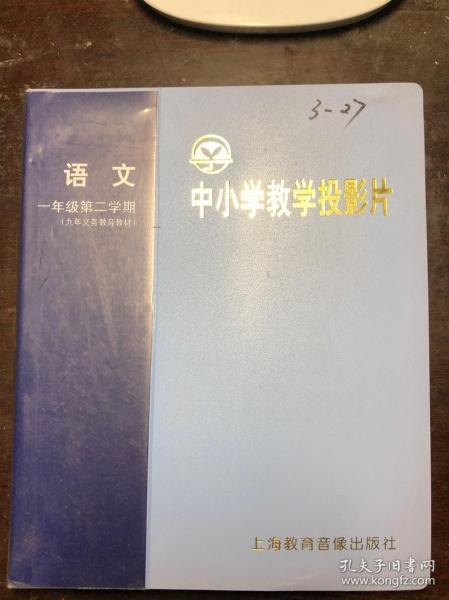 3-27
中小学教学投影片
语文
一年级第二学期
(九年义务教育教材)
上海教育音像出版社
孔夫子旧书网
www.kongfz.com